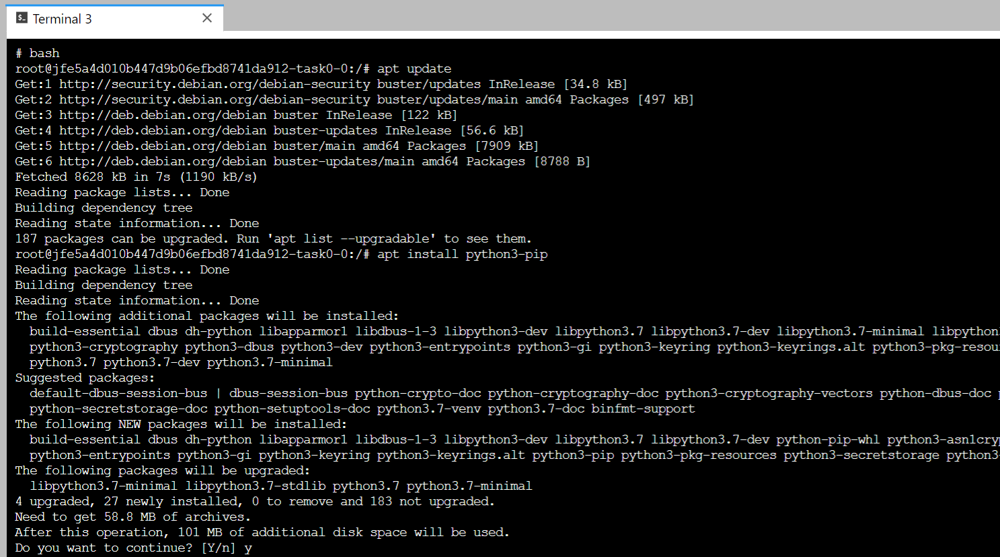 Terminal 3
# bash
root@jfe5a4d010b447d9b06efbd8741da912-task0-0:/# apt update
Get:1 http://security.debian.org/debian-security buster/updates InRelease [34.8 kB]
Get:2 http://security.debian.org/debian-security buster/updates/main amd64 Packages [497 kB]
Get:3 http://deb.debian.org/debian buster InRelease [122 kB]
Get:4 http://deb.debian.org/debian buster-updates InRelease [56.6 kB]
Get:5 http://deb.debian.org/debian buster/main amd64 Packages [7909 kB]
Get:6 http://deb.debian.org/debian buster-updates/main amd64 Packages [8788 B]
Fetched 8628 kB in 7s (1190 kB/s)
Reading package lists... Done
Building dependency tree
Reading state information... Done
187 packages can be upgraded. Run 'apt list --upgradable' to see them.
root@jfe5a4d010b447d9b06efbd8741da912-task0-0:/# apt install python3-pip
Reading package lists... Done
Building dependency tree
Reading state information... Done
The following additional packages will be installed:
build-essential dbus dh-python libapparmor1 libdbus-1-3 libpython3-dev libpython3.7 libpython3.7-dev libpython3.7-minimal libpython
python3-cryptography python3-dbus python3-dev python3-entrypoints python3-gi python3-keyring python3-keyrings.alt python3-pkg-resou
python3.7 python3.7-dev python3.7-minimal
Suggested packages:
default-dbus-session-bus | dbus-session-bus python-crypto-doc python-cryptography-doc python3-cryptography-vectors python-dbus-doc
python-secretstorage-doc python-setuptools-doc python3.7-venv python3.7-doc binfmt-support
The following NEW packages will be installed:
build-essential dbus dh-python libapparmor1 libdbus-1-3 libpython3-dev libpython3.7 libpython3.7-dev python-pip-whl python3-asn1cry
python3-entrypoints python3-gi python3-keyring python3-keyrings.alt python3-pip python3-pkg-resources python3-secretstorage python3-
The following packages will be upgraded:
libpython3.7-minimal libpython3.7-stdlib python3.7 python3.7-minimal
4 upgraded, 27 newly installed, 0 to remove and 183 not upgraded.
Need to get 58.8 MB of archives.
After this operation, 101 MB of additional disk space will be used.
Do you want to continue? [Y/n] y